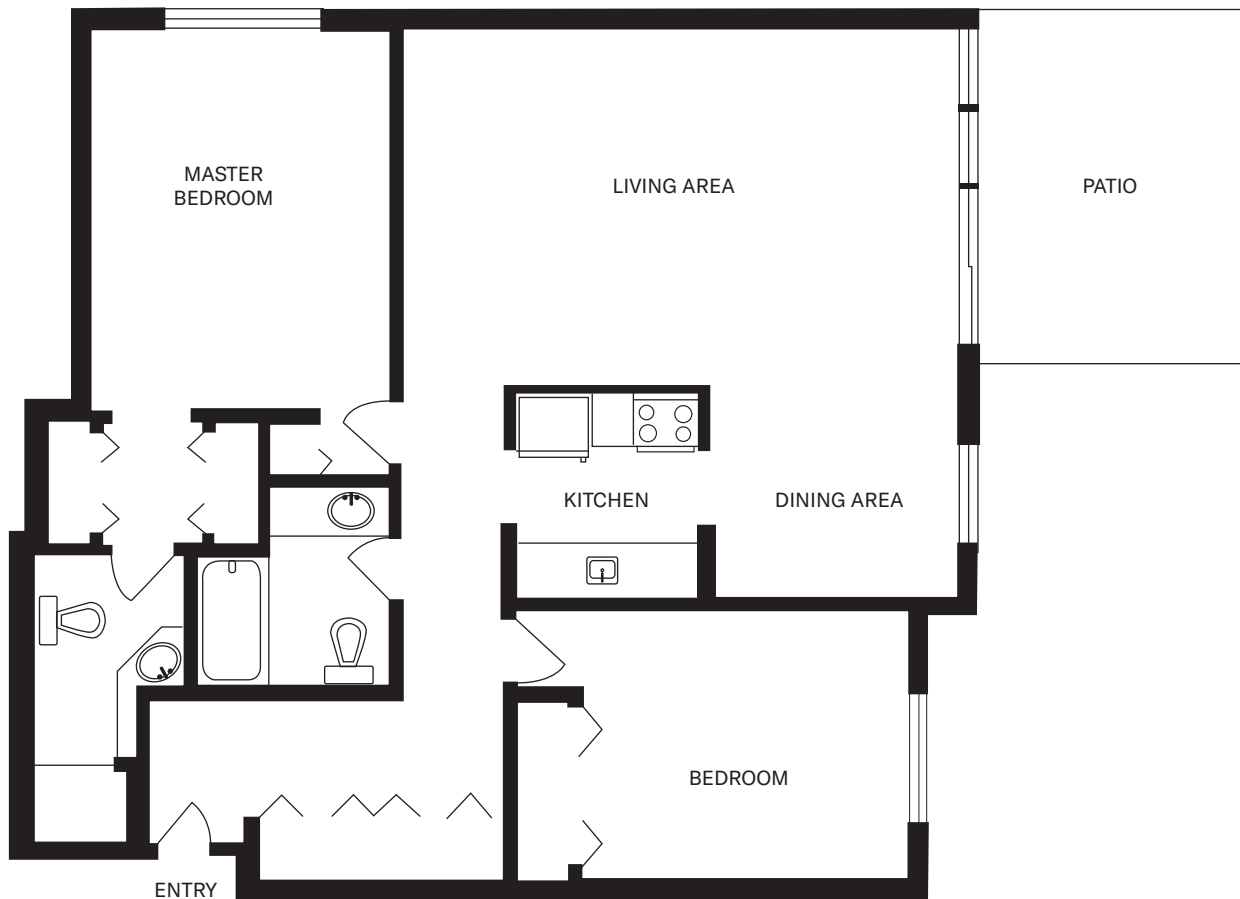 MASTER
BEDROOM
LIVING AREA
PATIO
KITCHEN
DINING AREA
BEDROOM
ENTRY